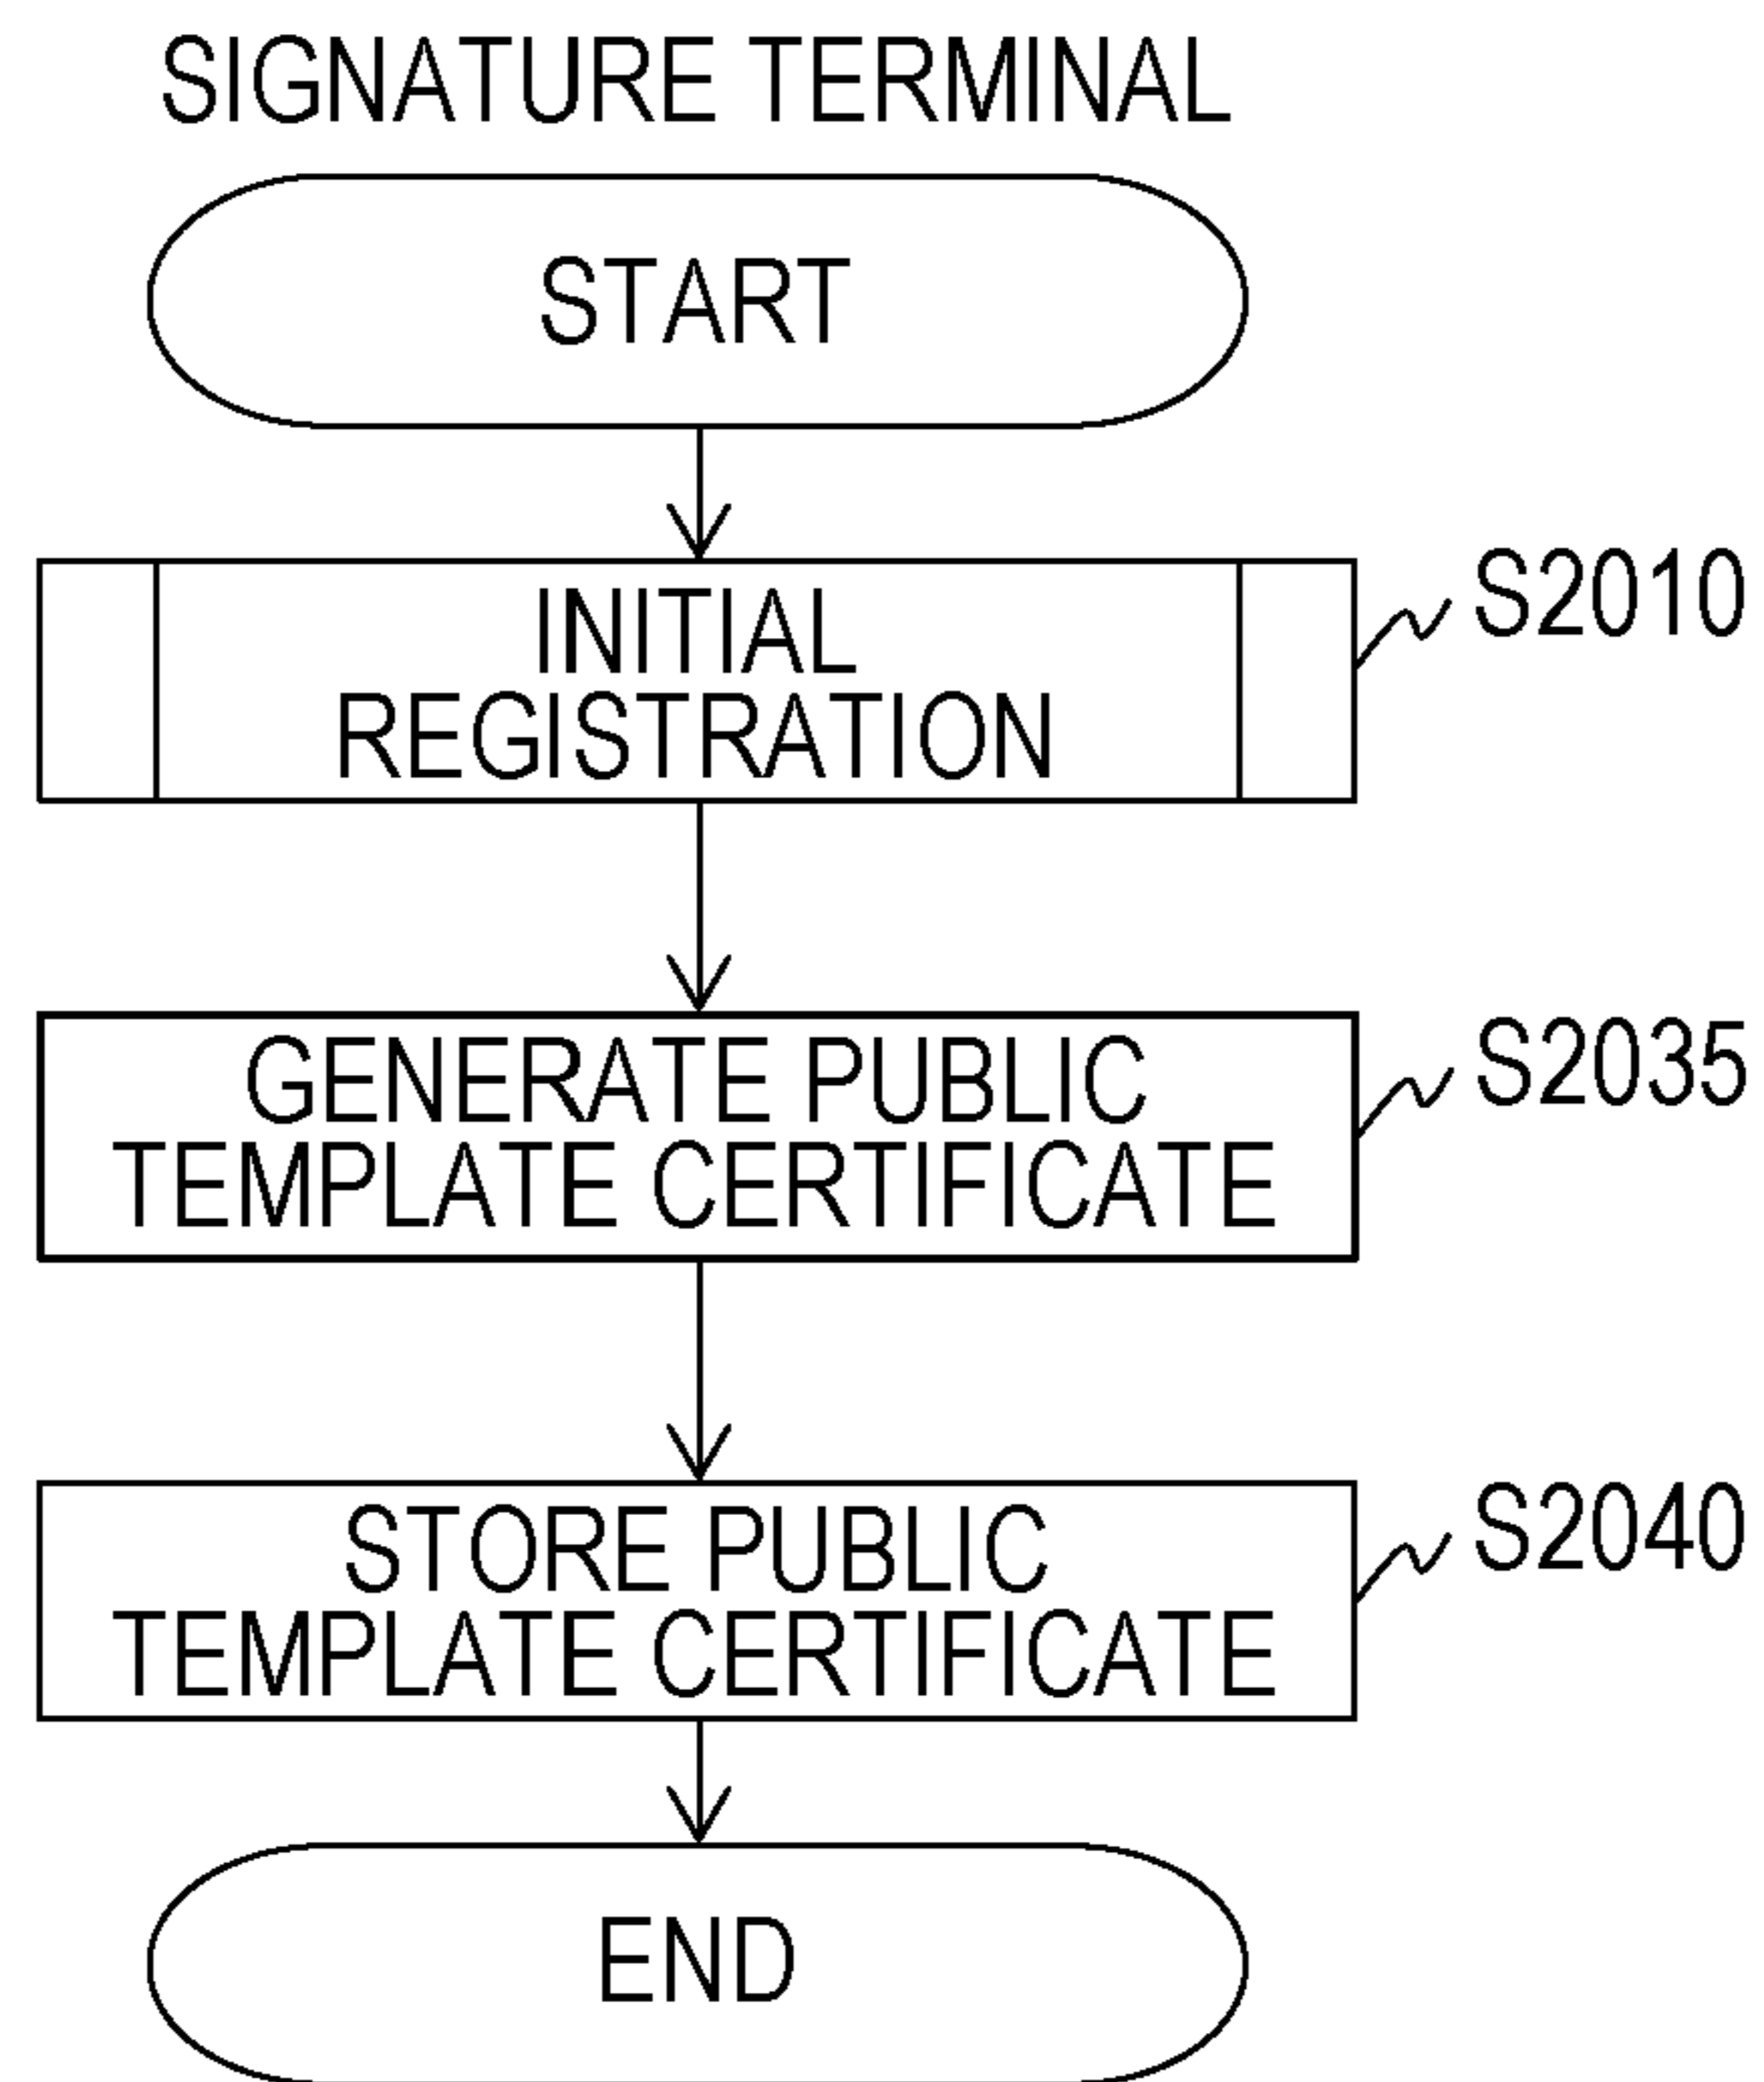 SIGNATURE TERMINAL
START
INITIAL
REGISTRATION
S2010
GENERATE PUBLIC
TEMPLATE CERTIFICATE
S2035
STORE PUBLIC
TEMPLATE CERTIFICATE
S2040
END